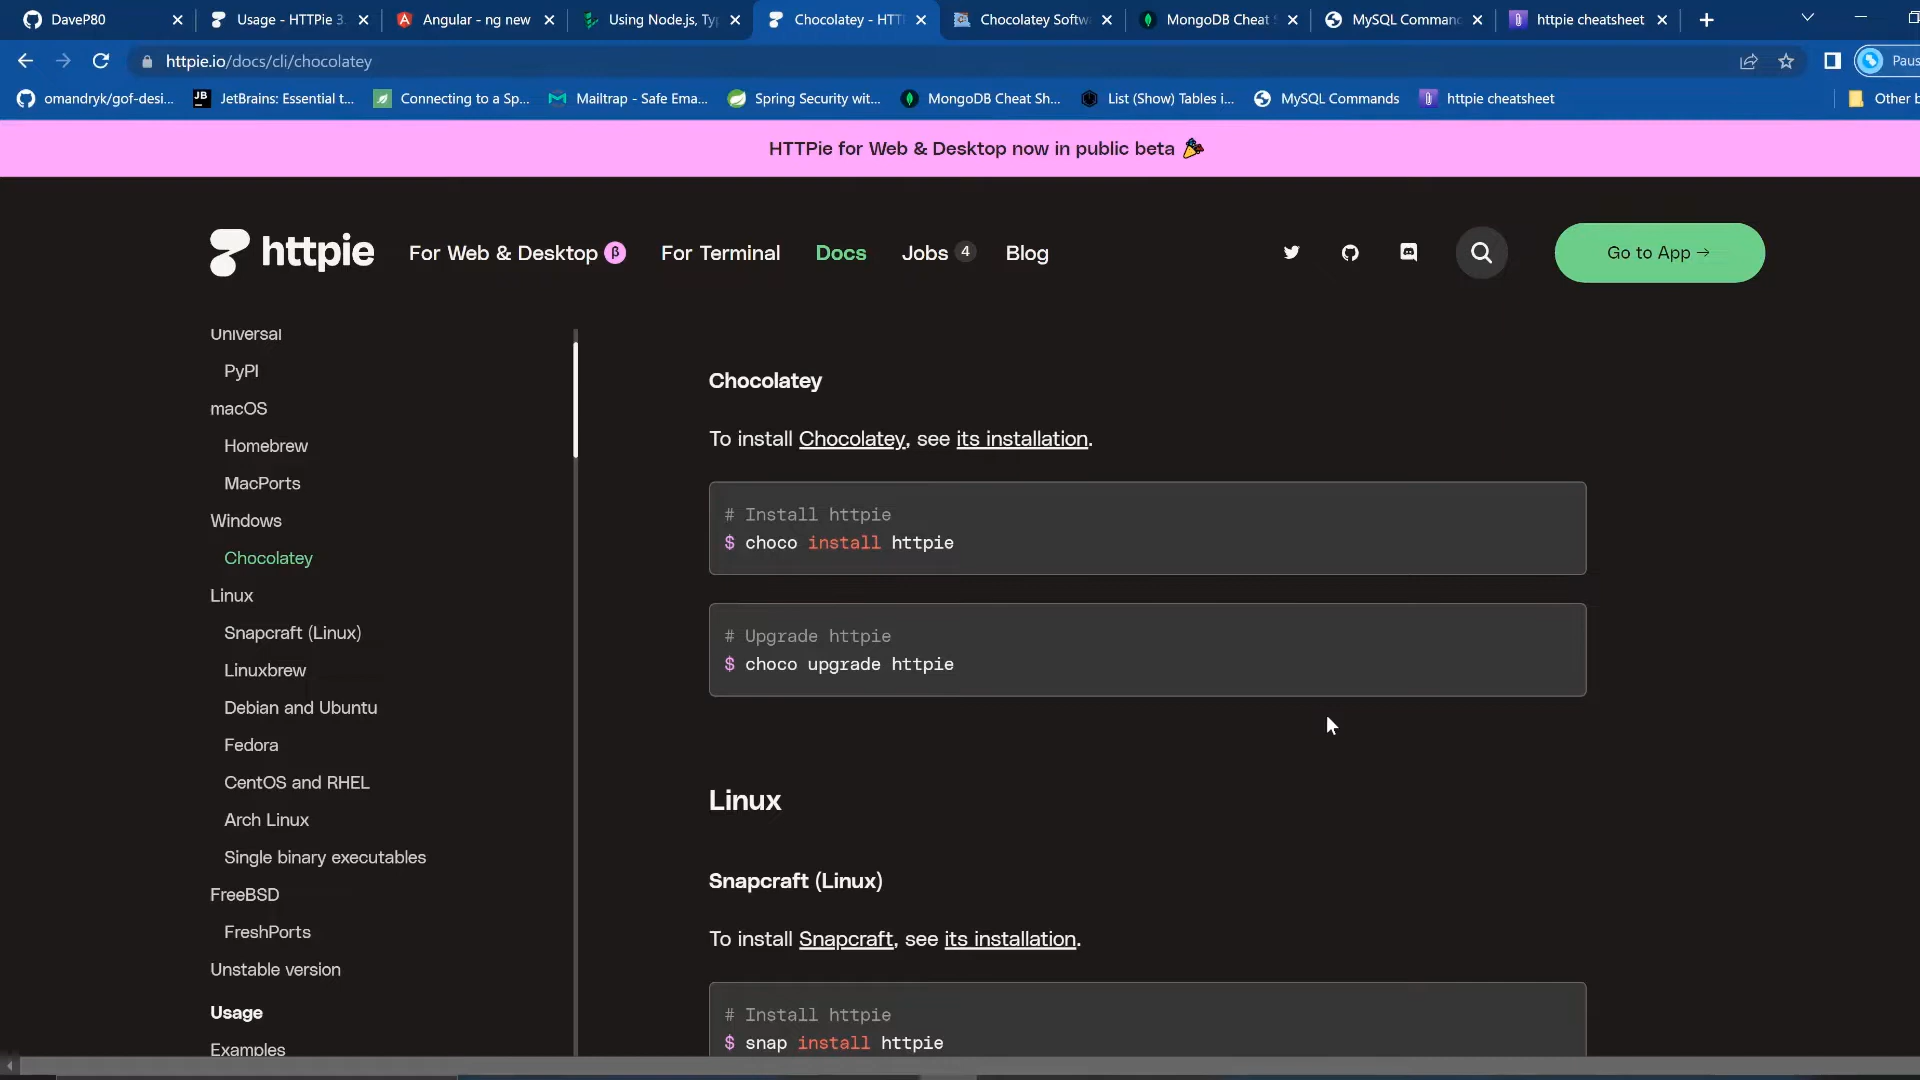 DaveP80
Usage - HTTPie 3.
Angular - ng new
Using Node.js, Ty
Chocolatey - HTT
Chocolatey Softw
MongoDB Cheat S
MySQL Comman
httpie cheatsheet
httpie.io/docs/cli/chocolatey
Paus
omandryk/gof-desi...
JetBrains: Essential t...
Connecting to a Sp...
Mailtrap - Safe Ema...
Spring Security wit...
MongoDB Cheat Sh...
List (Show) Tables i...
MySQL Commands
httpie cheatsheet
Other b
HTTPie for Web & Desktop now in public beta 🎉
httpie
For Web & Desktop β
For Terminal
Docs
Jobs 4
Blog
Go to App →
Universal
PyPI
macOS
Homebrew
MacPorts
Windows
Chocolatey
Linux
Snapcraft (Linux)
Linuxbrew
Debian and Ubuntu
Fedora
CentOS and RHEL
Arch Linux
Single binary executables
FreeBSD
FreshPorts
Unstable version
Usage
Examples
Chocolatey
To install Chocolatey, see its installation.
# Install httpie
$ choco install httpie
# Upgrade httpie
$ choco upgrade httpie
Linux
Snapcraft (Linux)
To install Snapcraft, see its installation.
# Install httpie
$ snap install httpie